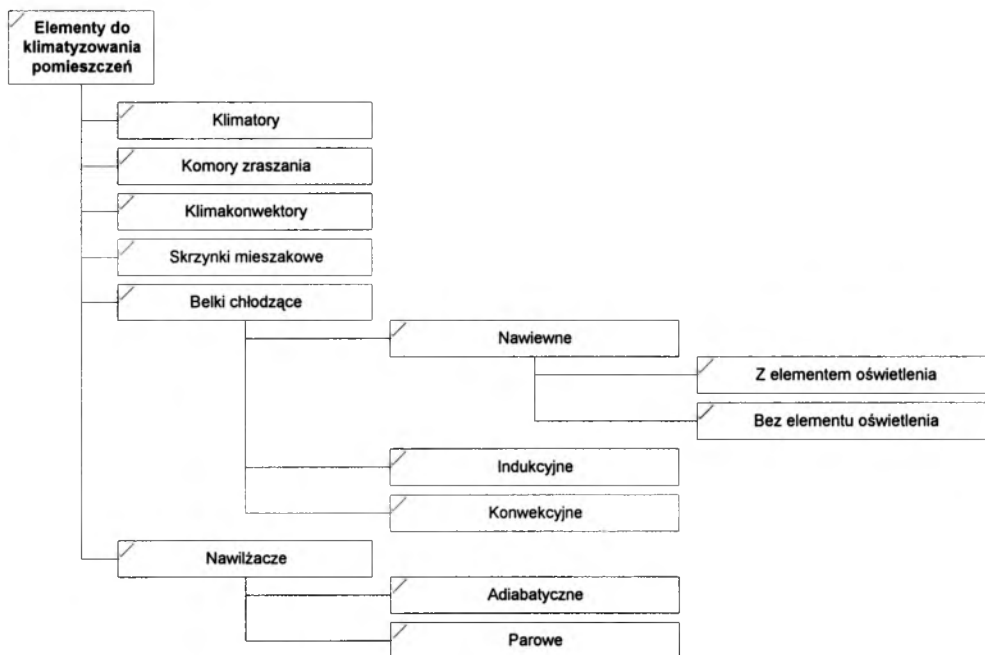 Elementy do
klimatyzowania
pomieszczeń
Klimatory
Komory zraszania
Klimakonwektory
Skrzynki mieszakowe
Belki chłodzące
Nawiewne
Z elementem oświetlenia
Bez elementu oświetlenia
Indukcyjne
Konwekcyjne
Nawilżacze
Adiabatyczne
Parowe